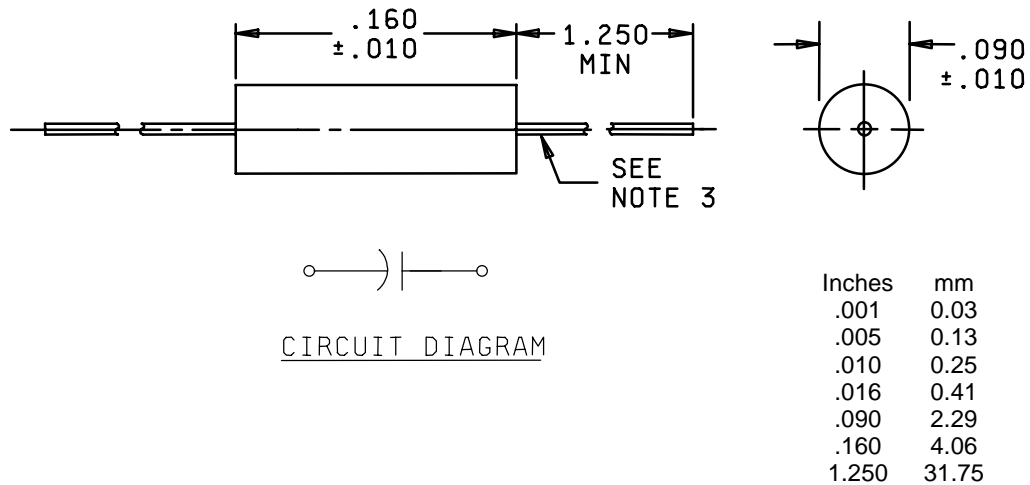 .160
±.010
1.250
MIN
.090
±.010
SEE
NOTE 3
CIRCUIT DIAGRAM
Inches mm
.001 0.03
.005 0.13
.010 0.25
.016 0.41
.090 2.29
.160 4.06
1.250 31.75